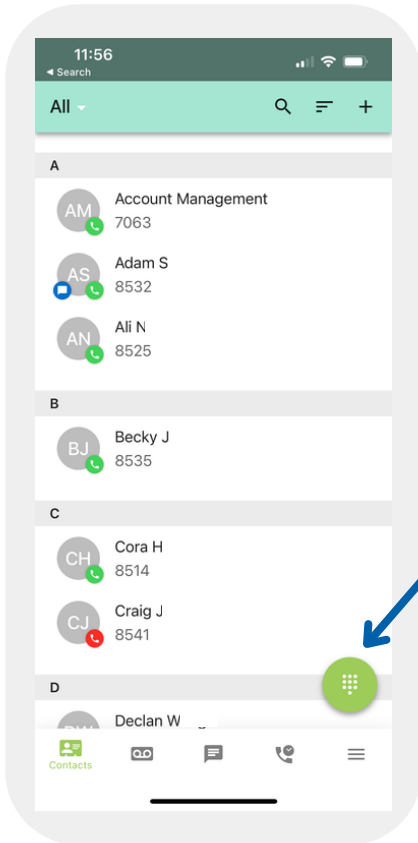 11:56
◄ Search
All
A
AM
Account Management
7063
AS
Adam S
8532
AN
Ali N
8525
B
BJ
Becky J
8535
C
CH
Cora H
8514
CJ
Craig J
8541
D
DW
Declan W
Contacts